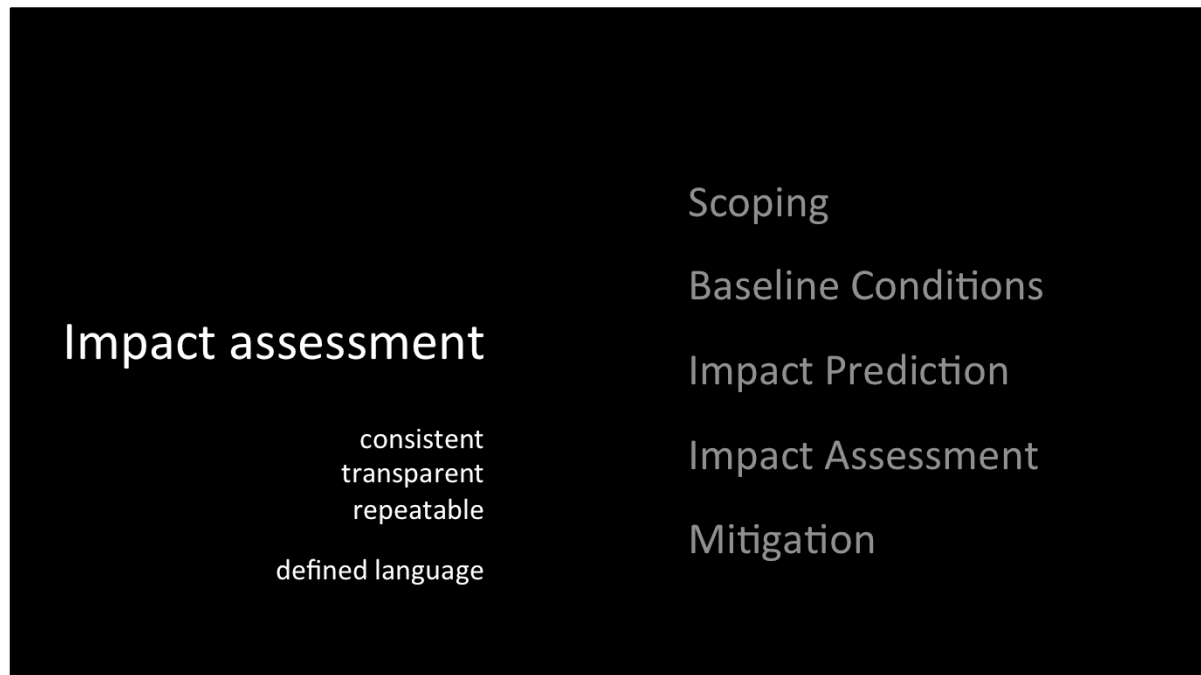 Impact assessment
consistent
transparent
repeatable
defined language
Scoping
Baseline Conditions
Impact Prediction
Impact Assessment
Mitigation